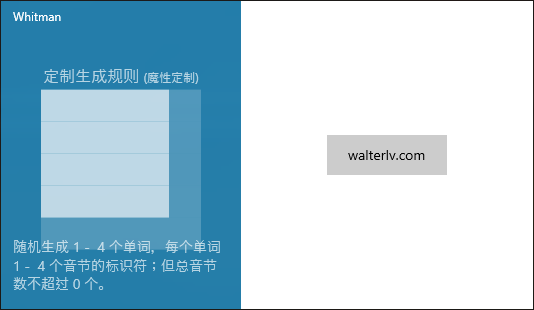 Whitman
定制生成规则 (魔性定制)
随机生成 1 - 4 个单词，每个单词
1 - 4 个音节的标识符；但总音节
数不超过 0 个。
walterlv.com